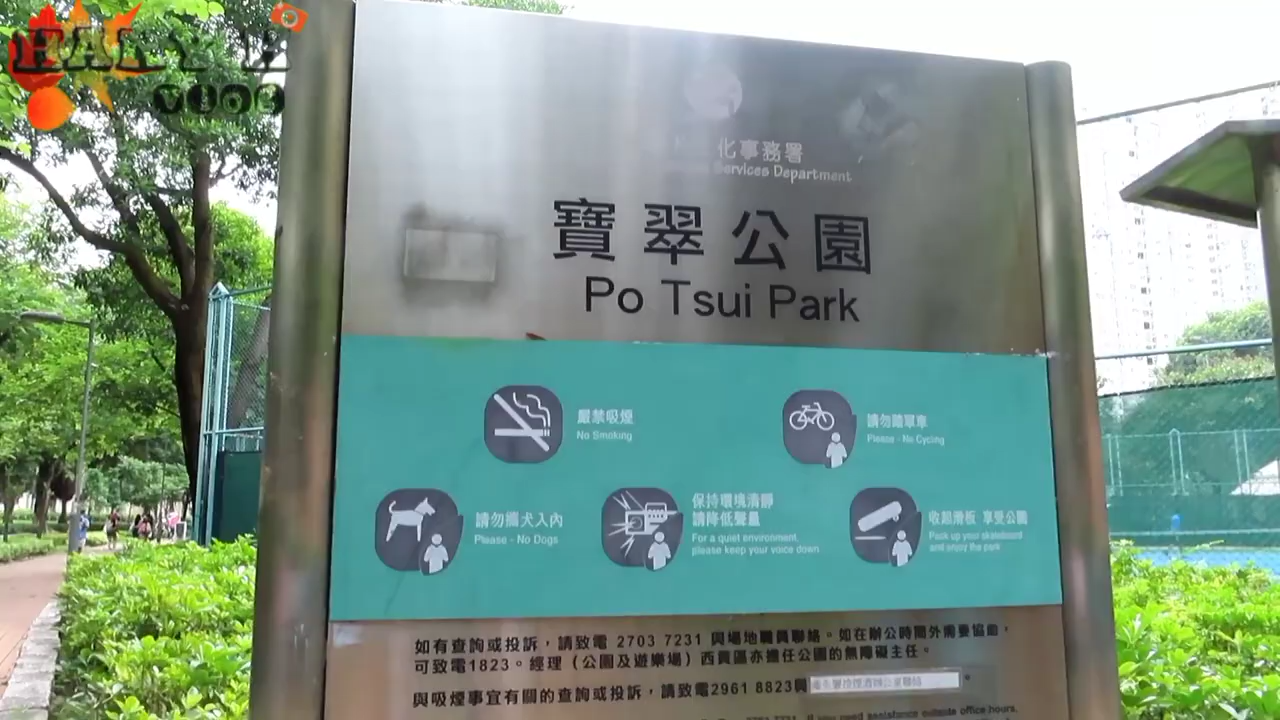 化事務署
Services Department
寶翠公園
Po Tsui Park
嚴禁吸煙
No Smoking
請勿踏單車
Please - No Cycling
請勿攜犬入內
Please - No Dogs
保持環境清靜
請降低聲量
For a quiet environment,
please keep your voice down
收起滑板 享受公園
Pack up your skateboard
and enjoy the park
如有查詢或投訴，請致電 2703 7231 與場地職員聯絡。如在辦公時間外需要協助，
可致電1823。經理（公園及遊樂場）西貢區亦擔任公園的無障礙主任。
與吸煙事宜有關的查詢或投訴，請致電2961 8823與
if you need assistance outside office hours,